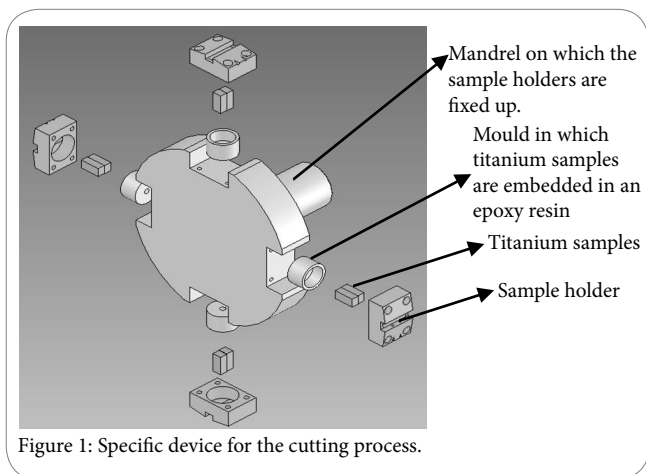 Mandrel on which the
sample holders are
fixed up.
Mould in which
titanium samples
are embedded in an
epoxy resin
Titanium samples
Sample holder
Figure 1: Specific device for the cutting process.